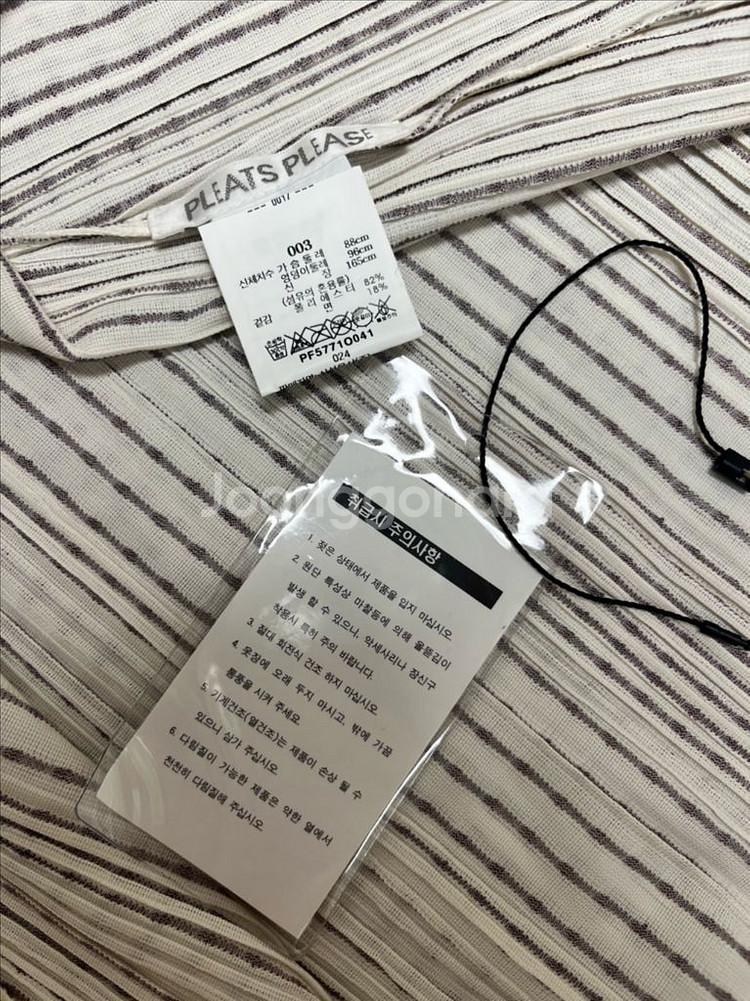 PLEATS PLEASE
--- 0017 ---
003
신체치수 가슴둘레 88cm
엉덩이둘레 96cm
신 장 165cm
(섬유의 혼용률)
겉감 폴리에스터 82%
면 18%
PF5771O041
024
Joonggonara
취급시 주의사항
1. 젖은 상태에서 제품을 입지 마십시오
2. 원단 특성상 마찰등에 의해 올뜯김이
발생 할 수 있으니, 악세사리나 장신구
착용시 특히 주의 바랍니다.
3. 절대 회전식 건조 하지 마십시오
4. 옷장에 오래 두지 마시고, 밖에 가끔
통풍을 시켜 주세요.
5. 기계건조(열건조)는 제품이 손상 될 수
있으니 삼가 주십시오
6. 다림질이 가능한 제품은 약한 열에서
천천히 다림질해 주십시오